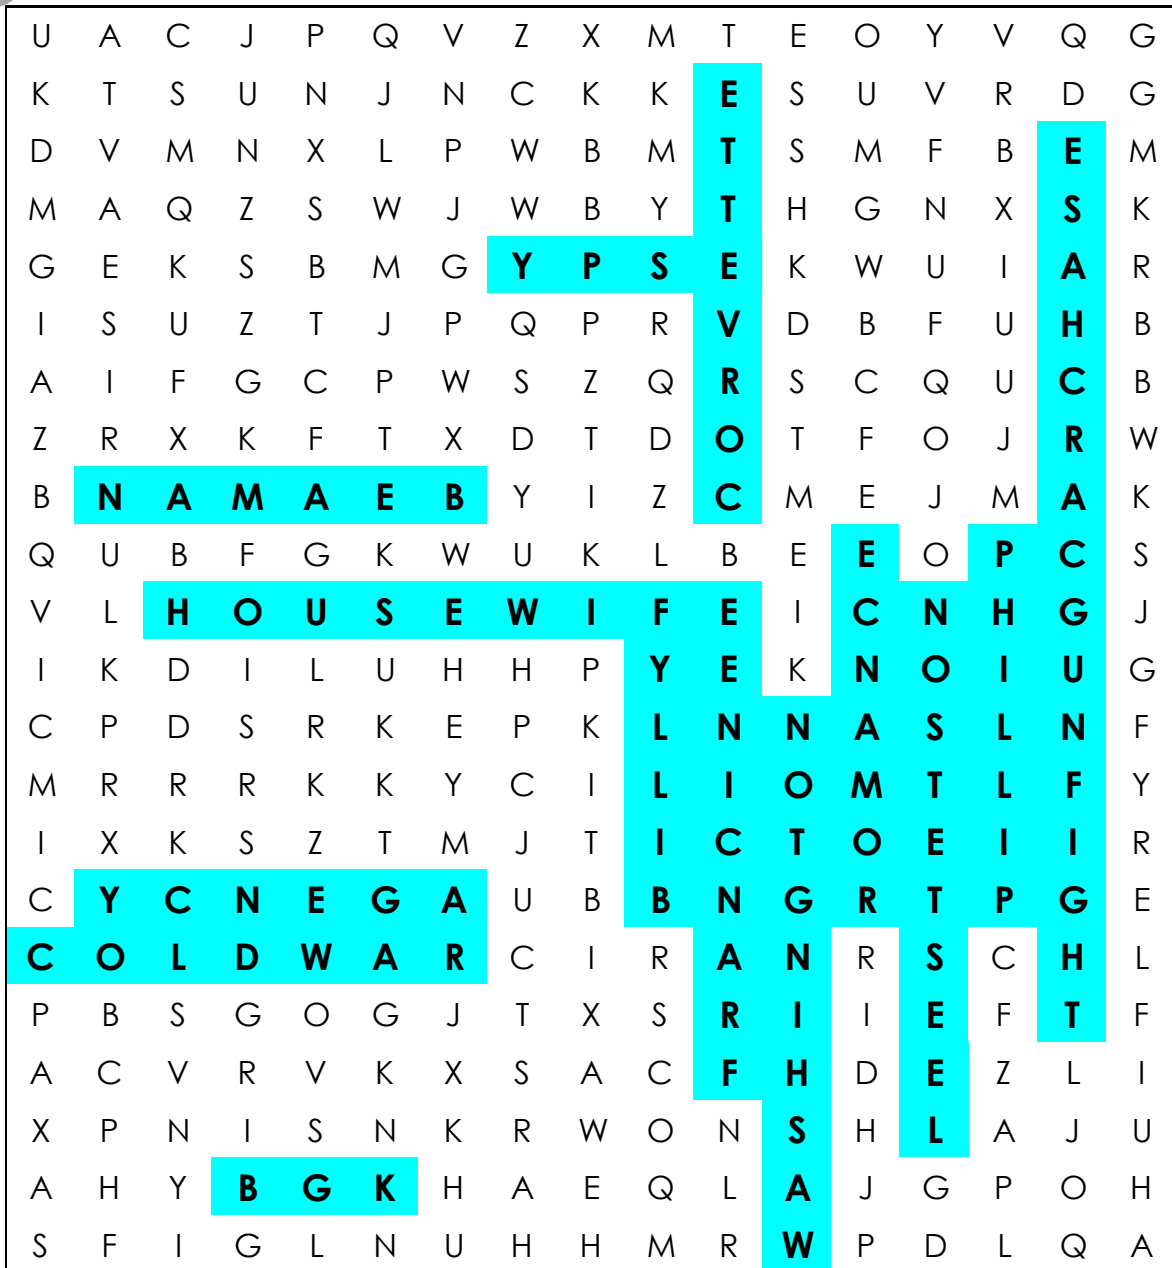 U A C J P Q V Z X M T E O Y V Q G
K T S U N J N C K K E S U V R D G
D V M N X L P W B M T S M F B E M
M A Q Z S W J W B Y T H G N X S K
G E K S B M G Y P S E K W U I A R
I S U Z T J P Q P R V D B F U H B
A I F G C P W S Z Q R S C Q U C B
Z R X K F T X D T D O T F O J R W
B N A M A E B Y I Z C M E J M A K
Q U B F G K W U K L B E E O P C S
V L H O U S E W I F E I C N H G J
I K D I L U H H P Y E K N O I U G
C P D S R K E P K L N N A S L N F
M R R R K K Y C I L I O M T L F Y
I X K S Z T M J T I C T O E I I R
C Y C N E G A U B B N G R T P G E
C O L D W A R C I R A N R S C H L
P B S G O G J T X S R I I E F T F
A C V R V K X S A C F H D E Z L I
X P N I S N K R W O N S H L A J U
A H Y B G K H A E Q L A J G P O H
S F I G L N U H H M R W P D L Q A